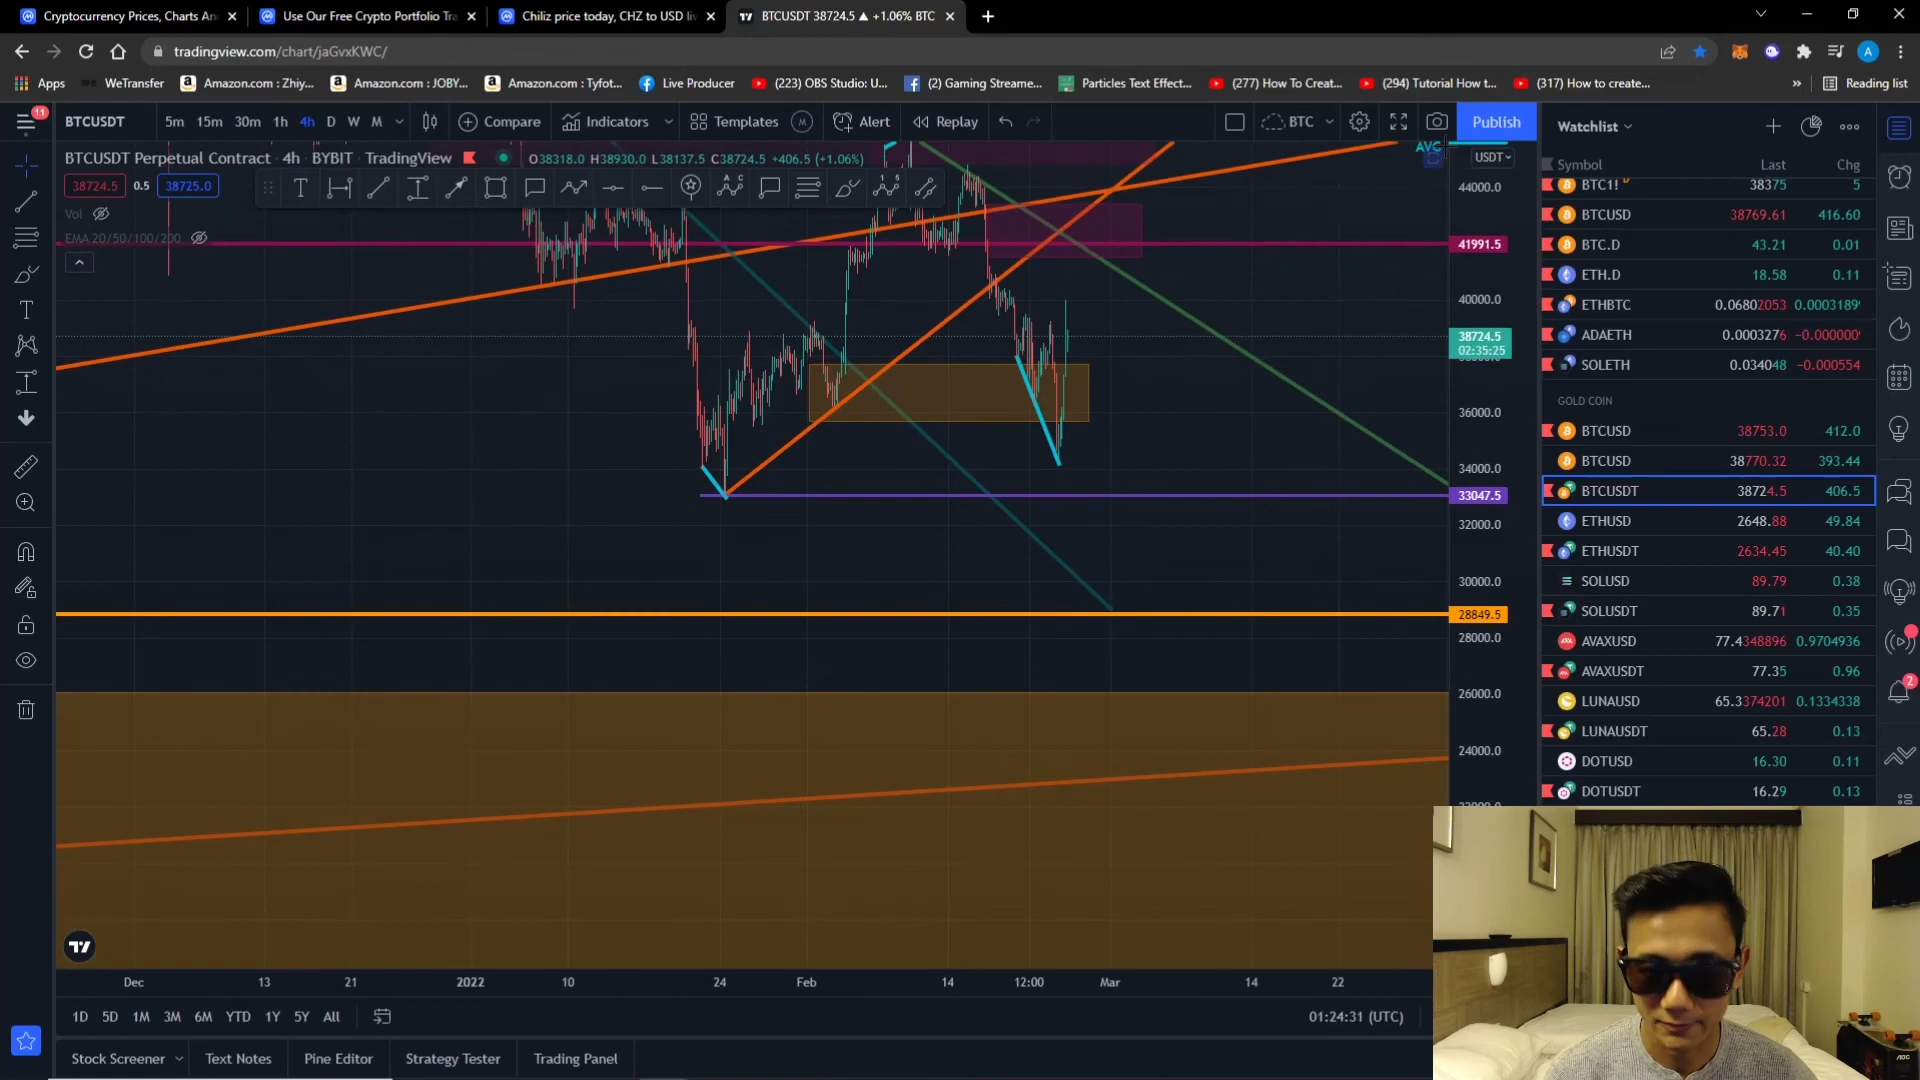 Cryptocurrency Prices, Charts An
Use Our Free Crypto Portfolio Tra
Chiliz price today, CHZ to USD liv
BTCUSDT 38724.5 ▲ +1.06% BTC
tradingview.com/chart/jaGvxKWC/
A
Apps
WeTransfer
Amazon.com : Zhiy...
Amazon.com : JOBY...
Amazon.com : Tyfot...
Live Producer
(223) OBS Studio: U...
(2) Gaming Streame...
Particles Text Effect...
(277) How To Creat...
(294) Tutorial How t...
(317) How to create...
»
Reading list
11
BTCUSDT 5m 15m 30m 1h 4h D W M
Compare
Indicators
Templates
M
Alert
Replay
BTC
Publish
Watchlist
BTCUSDT Perpetual Contract · 4h · BYBIT · TradingView
O38318.0 H38930.0 L38137.5 C38724.5 +406.5 (+1.06%)
AVG
USDT
38724.5 0.5 38725.0
Vol
EMA 20/50/100/200
44000.0
41991.5
40000.0
38724.5
02:35:25
36000.0
34000.0
33047.5
32000.0
30000.0
28849.5
28000.0
26000.0
24000.0
Symbol Last Chg
BTC1! 38375 5
BTCUSD 38769.61 416.60
BTC.D 43.21 0.01
ETH.D 18.58 0.11
ETHBTC 0.06802053 0.0003189
ADAETH 0.0003276 −0.000000
SOLETH 0.034048 −0.000554
GOLD COIN
BTCUSD 38753.0 412.0
BTCUSD 38770.32 393.44
BTCUSDT 38724.5 406.5
ETHUSD 2648.88 49.84
ETHUSDT 2634.45 40.40
SOLUSD 89.79 0.38
SOLUSDT 89.71 0.35
AVAXUSD 77.4348896 0.9704936
AVAXUSDT 77.35 0.96
LUNAUSD 65.3374201 0.1334338
LUNAUSDT 65.28 0.13
DOTUSD 16.30 0.11
DOTUSDT 16.29 0.13
2
Dec 13 21 2022 10 24 Feb 14 12:00 Mar 14 22
1D 5D 1M 3M 6M YTD 1Y 5Y All
01:24:31 (UTC)
Stock Screener
Text Notes
Pine Editor
Strategy Tester
Trading Panel
AOC